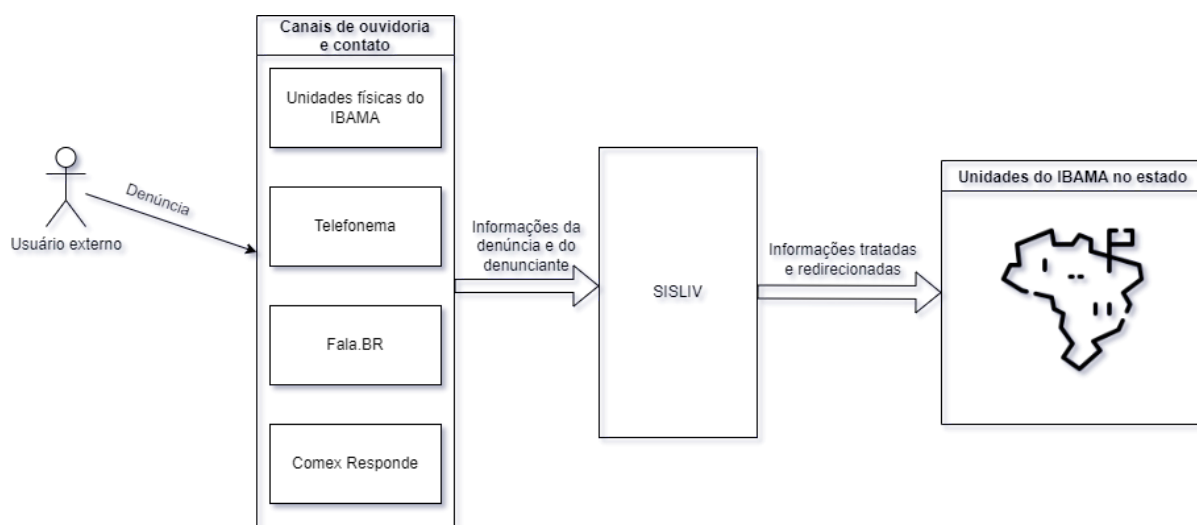 Canais de ouvidoria
e contato
Unidades físicas do
IBAMA
Telefonema
Fala.BR
Comex Responde
Usuário externo
Denúncia
Informações da
denúncia e do
denunciante
SISLIV
Informações tratadas
e redirecionadas
Unidades do IBAMA no estado